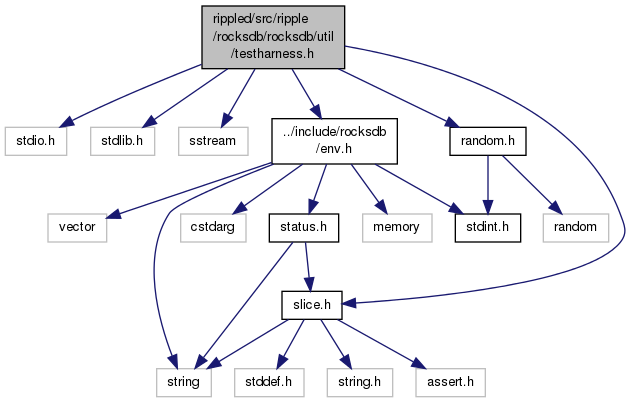 rippled/src/ripple
/rocksdb/rocksdb/util
/testharness.h
stdio.h
stdlib.h
sstream
../include/rocksdb
/env.h
random.h
vector
cstdarg
status.h
memory
stdint.h
random
slice.h
string
stddef.h
string.h
assert.h